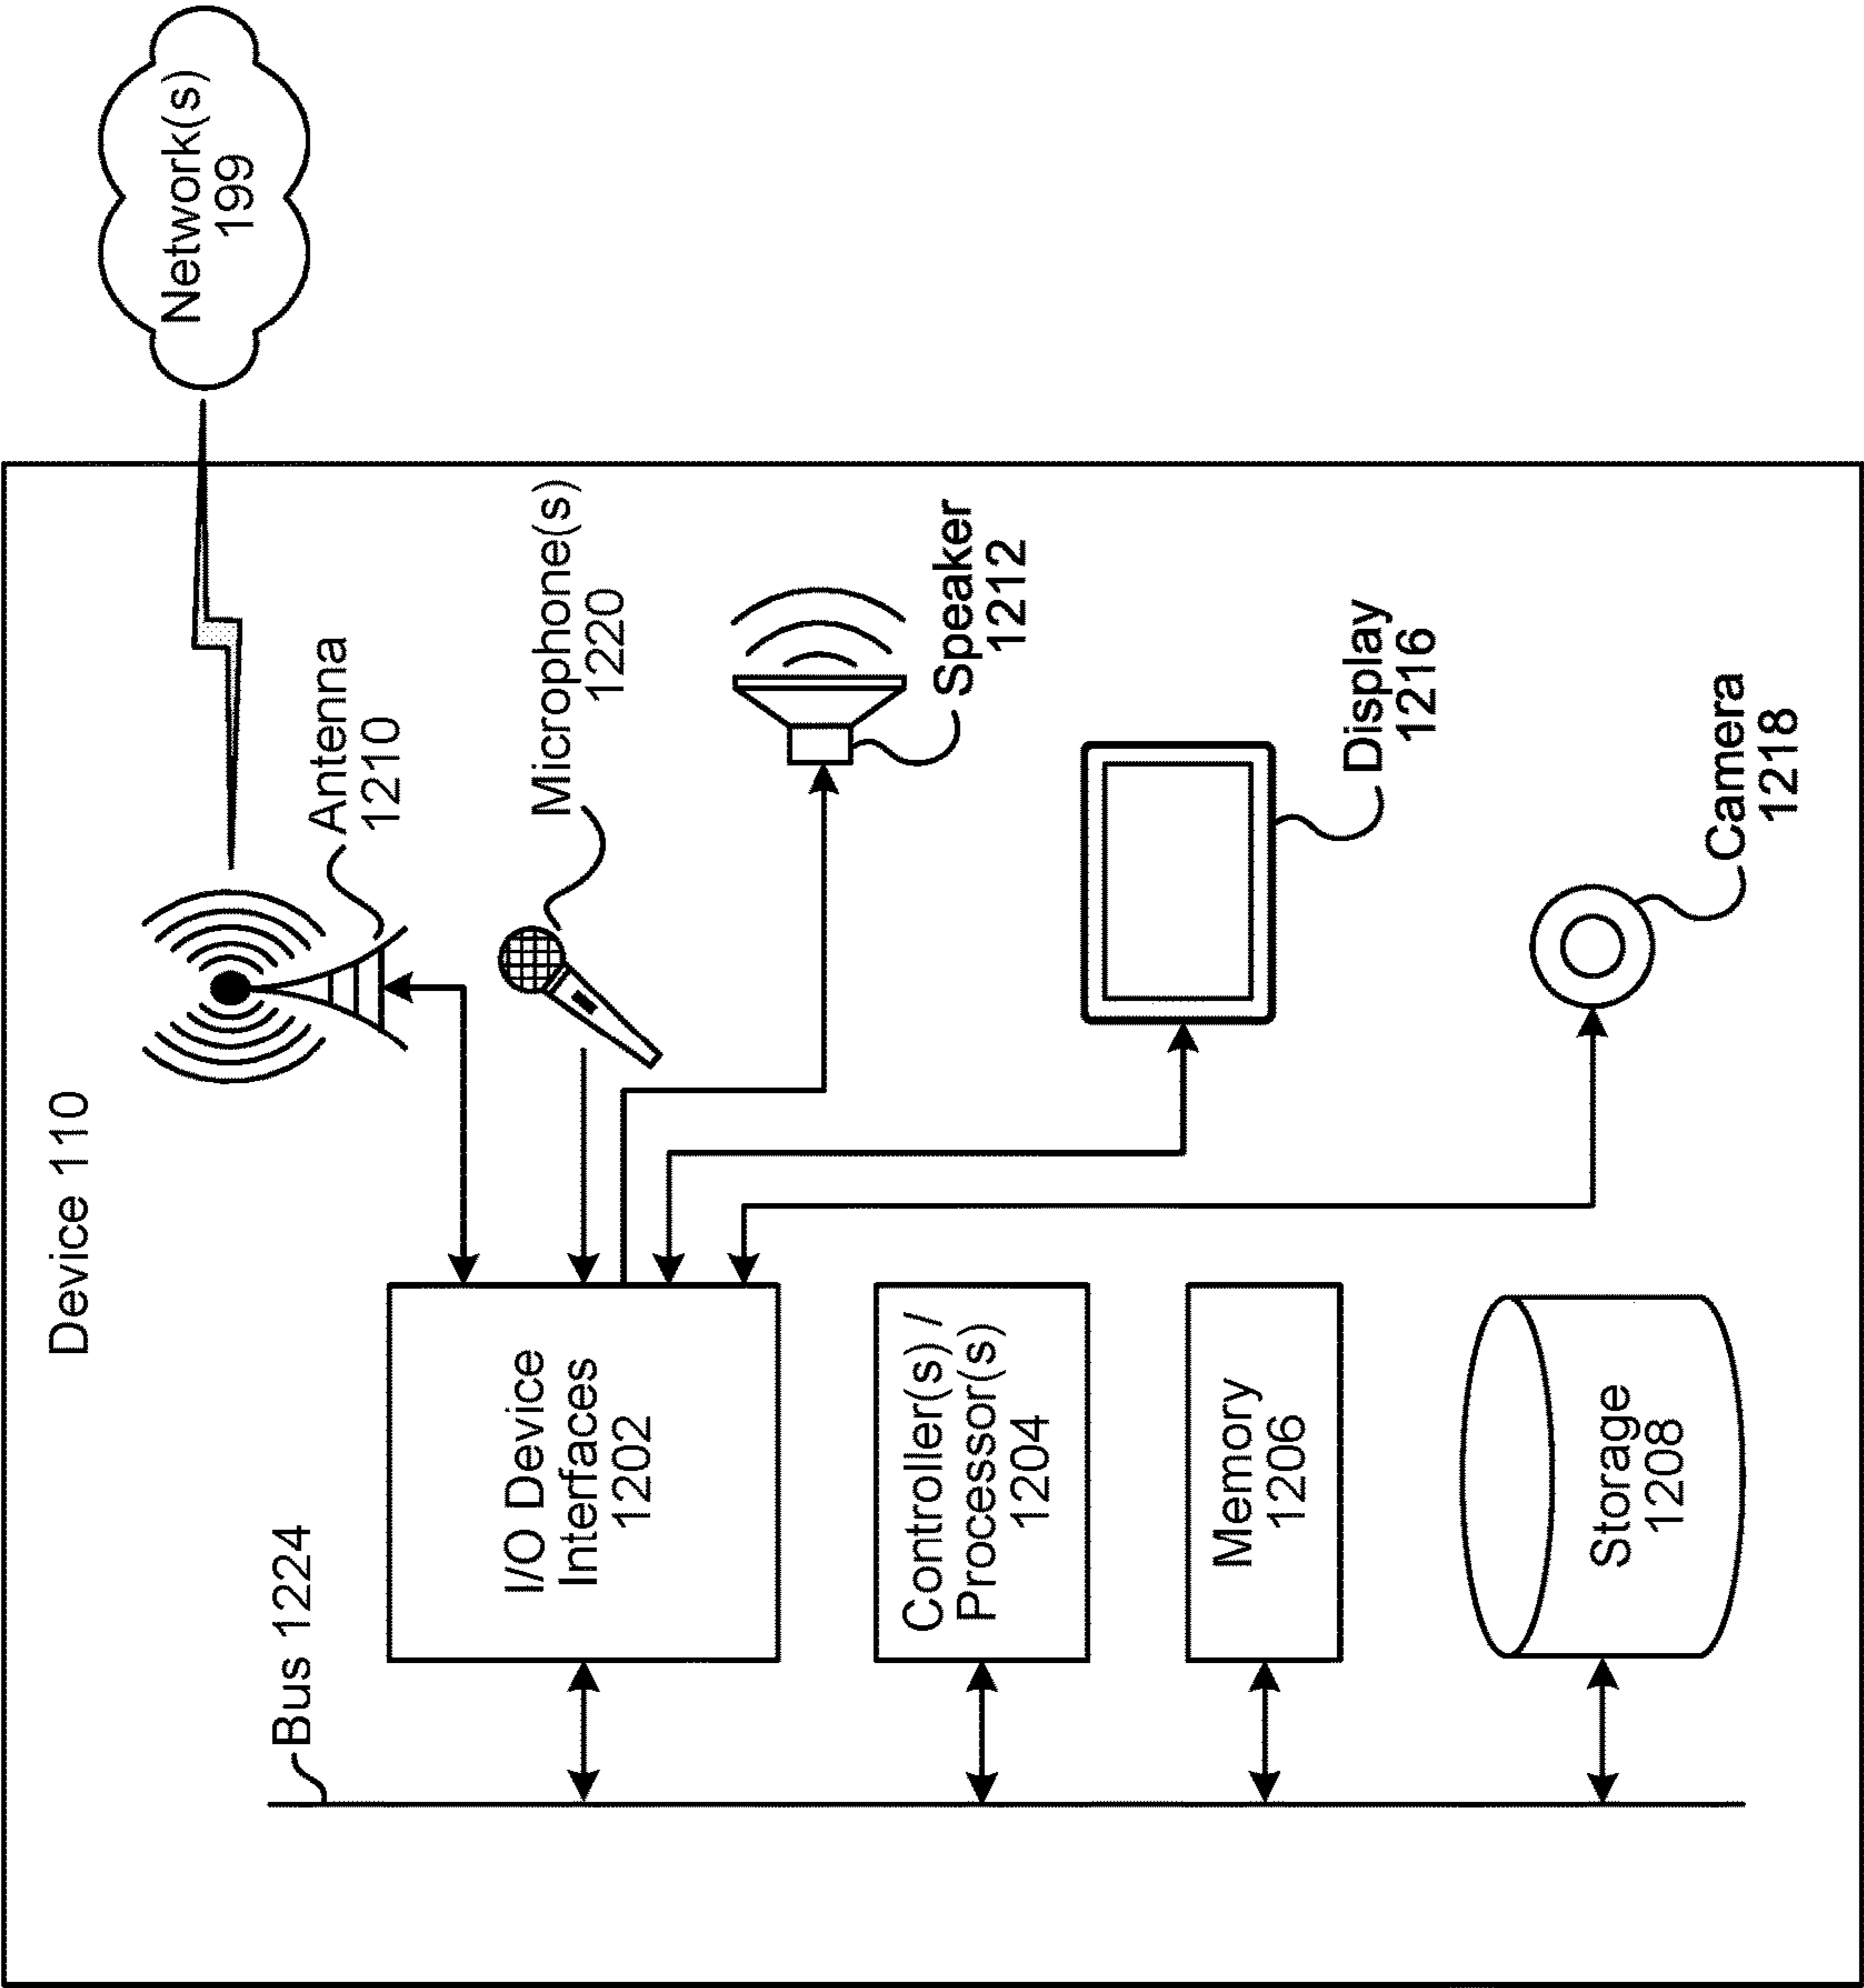 Device 110
Network(s)
199
Bus 1224
Antenna
1210
I/O Device
Interfaces
1202
Microphone(s)
1220
Speaker
1212
Controller(s) /
Processor(s)
1204
Display
1216
Memory
1206
Storage
1208
Camera
1218